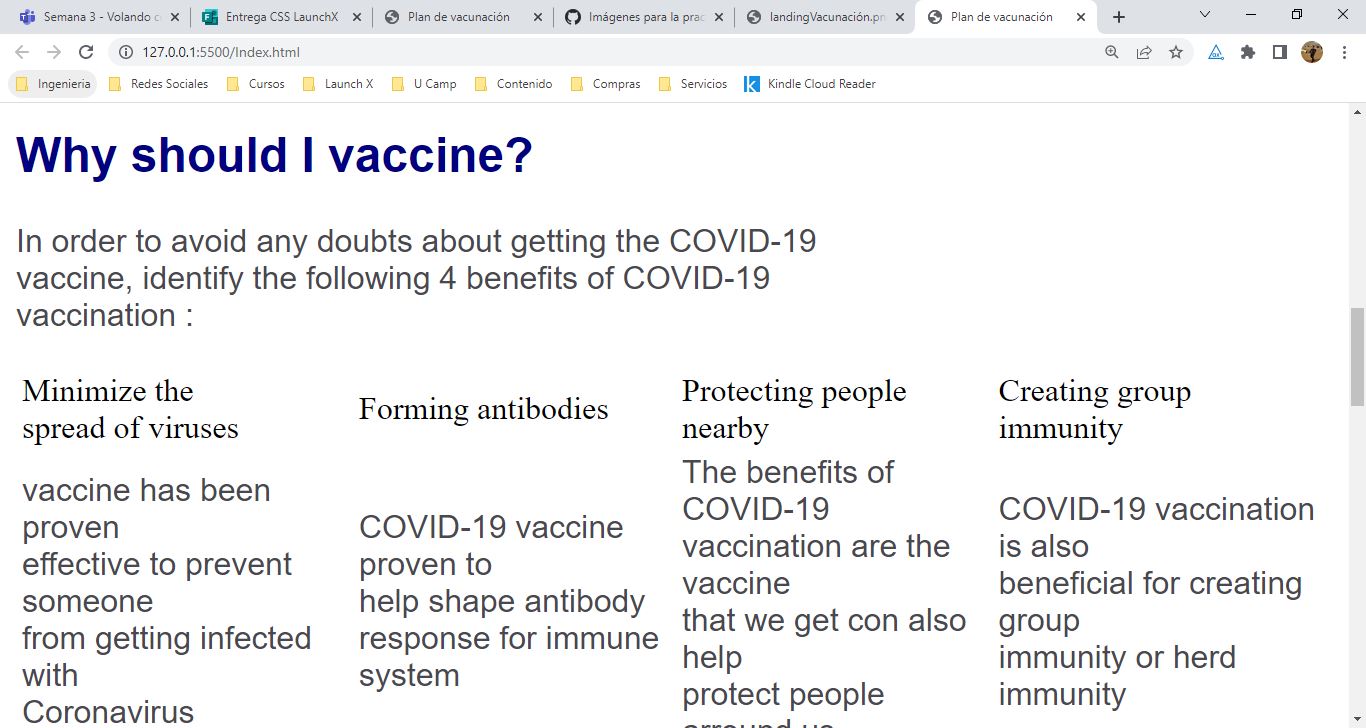 Semana 3 - Volando c
Entrega CSS LaunchX
Plan de vacunación
Imágenes para la prac
landingVacunación.pn
Plan de vacunación
127.0.0.1:5500/Index.html
Ingenieria
Redes Sociales
Cursos
Launch X
U Camp
Contenido
Compras
Servicios
Kindle Cloud Reader
Why should I vaccine?
In order to avoid any doubts about getting the COVID-19
vaccine, identify the following 4 benefits of COVID-19
vaccination :
Minimize the
spread of viruses
Forming antibodies
Protecting people
nearby
Creating group
immunity
vaccine has been
proven
effective to prevent
someone
from getting infected
with
Coronavirus
COVID-19 vaccine
proven to
help shape antibody
response for immune
system
The benefits of
COVID-19
vaccination are the
vaccine
that we get con also
help
protect people
arround us
COVID-19 vaccination
is also
beneficial for creating
group
immunity or herd
immunity